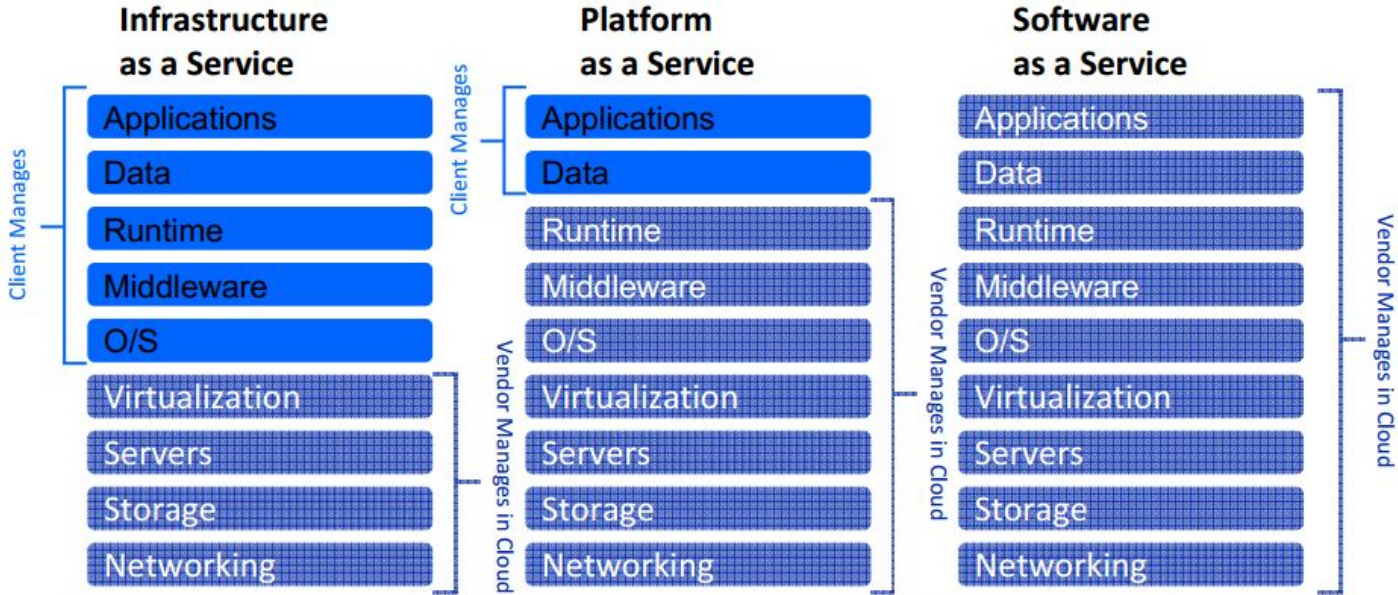 Infrastructure
as a Service
Client Manages
Applications
Data
Runtime
Middleware
O/S
Virtualization
Servers
Storage
Networking
Vendor Manages in Cloud
Platform
as a Service
Client Manages
Applications
Data
Runtime
Middleware
O/S
Virtualization
Servers
Storage
Networking
Vendor Manages in Cloud
Software
as a Service
Applications
Data
Runtime
Middleware
O/S
Virtualization
Servers
Storage
Networking
Vendor Manages in Cloud